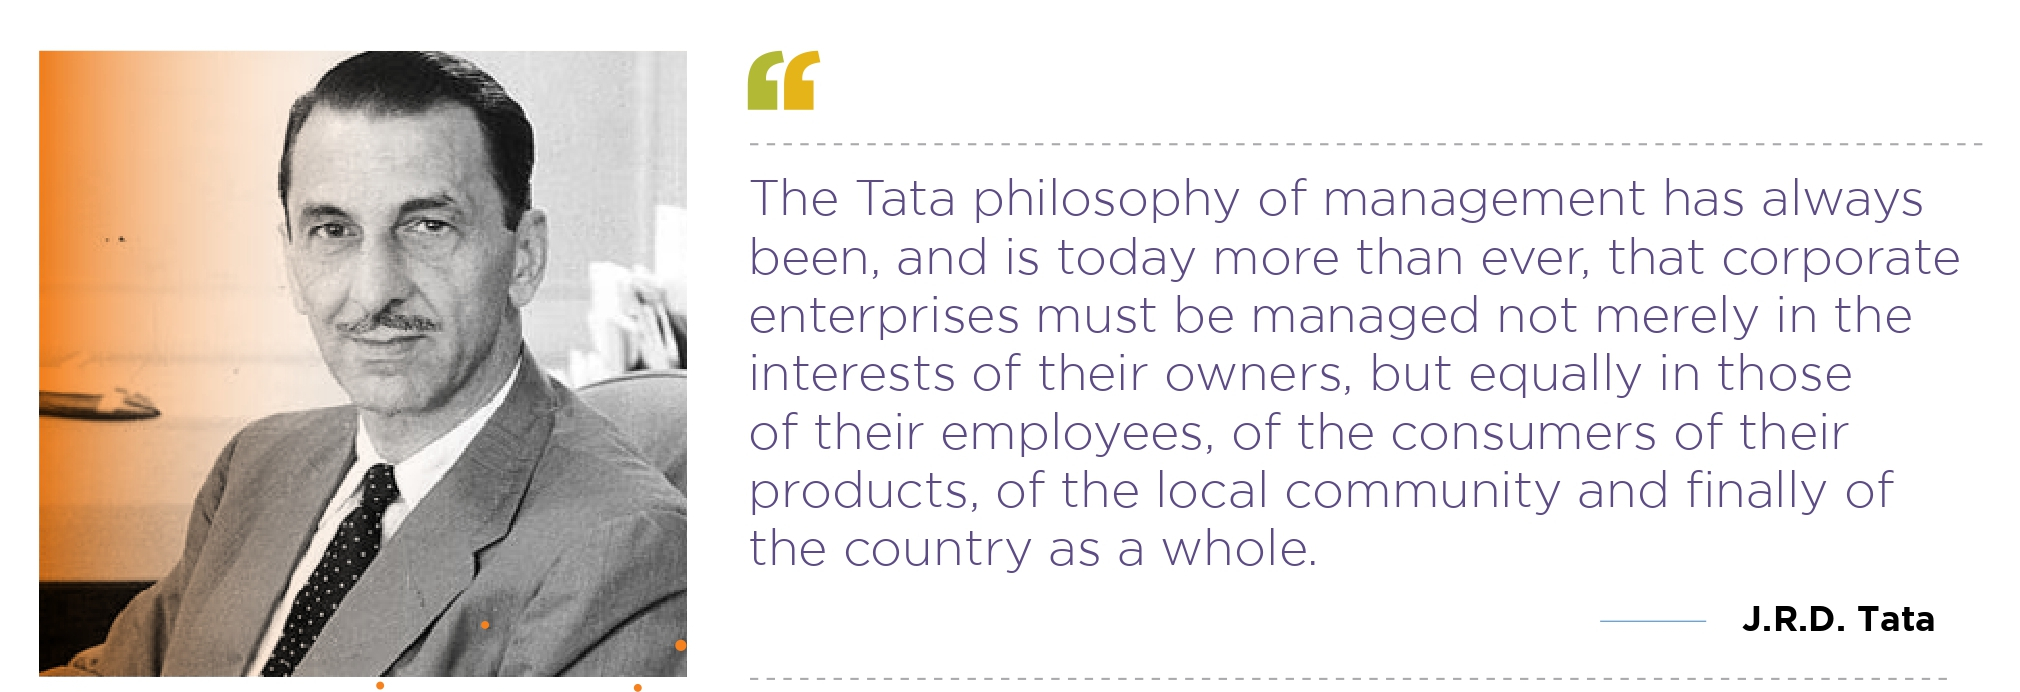 “
The Tata philosophy of management has always
been, and is today more than ever, that corporate
enterprises must be managed not merely in the
interests of their owners, but equally in those
of their employees, of the consumers of their
products, of the local community and finally of
the country as a whole.
J.R.D. Tata